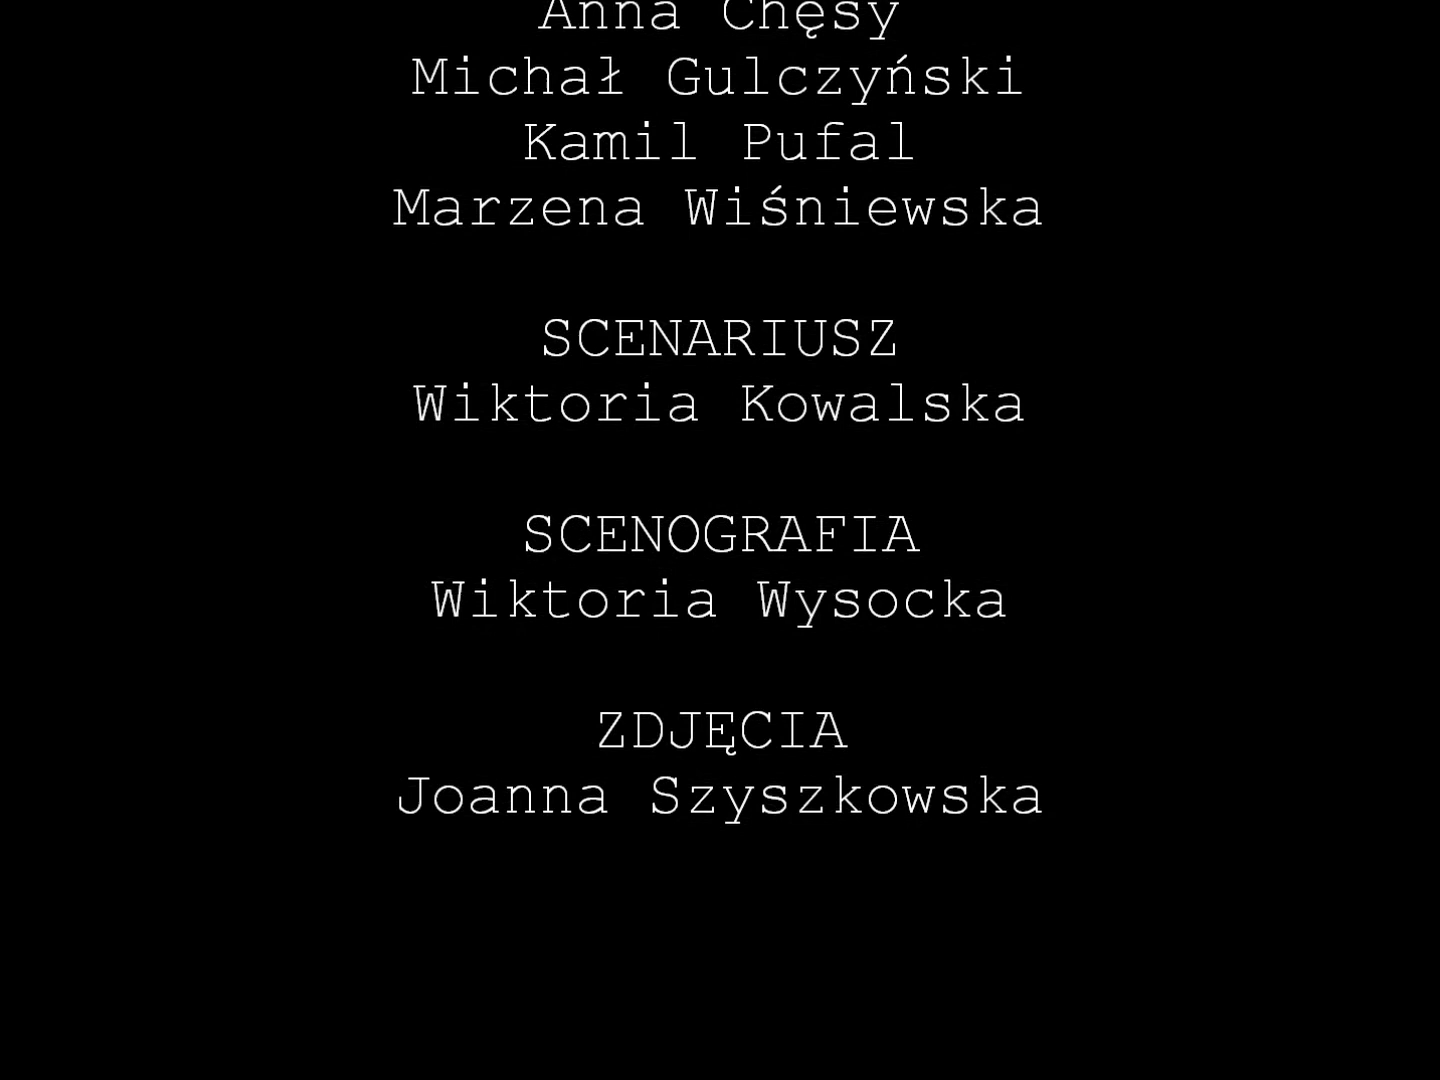 Anna Chęsy
Michał Gulczyński
Kamil Pufal
Marzena Wiśniewska
SCENARIUSZ
Wiktoria Kowalska
SCENOGRAFIA
Wiktoria Wysocka
ZDJĘCIA
Joanna Szyszkowska